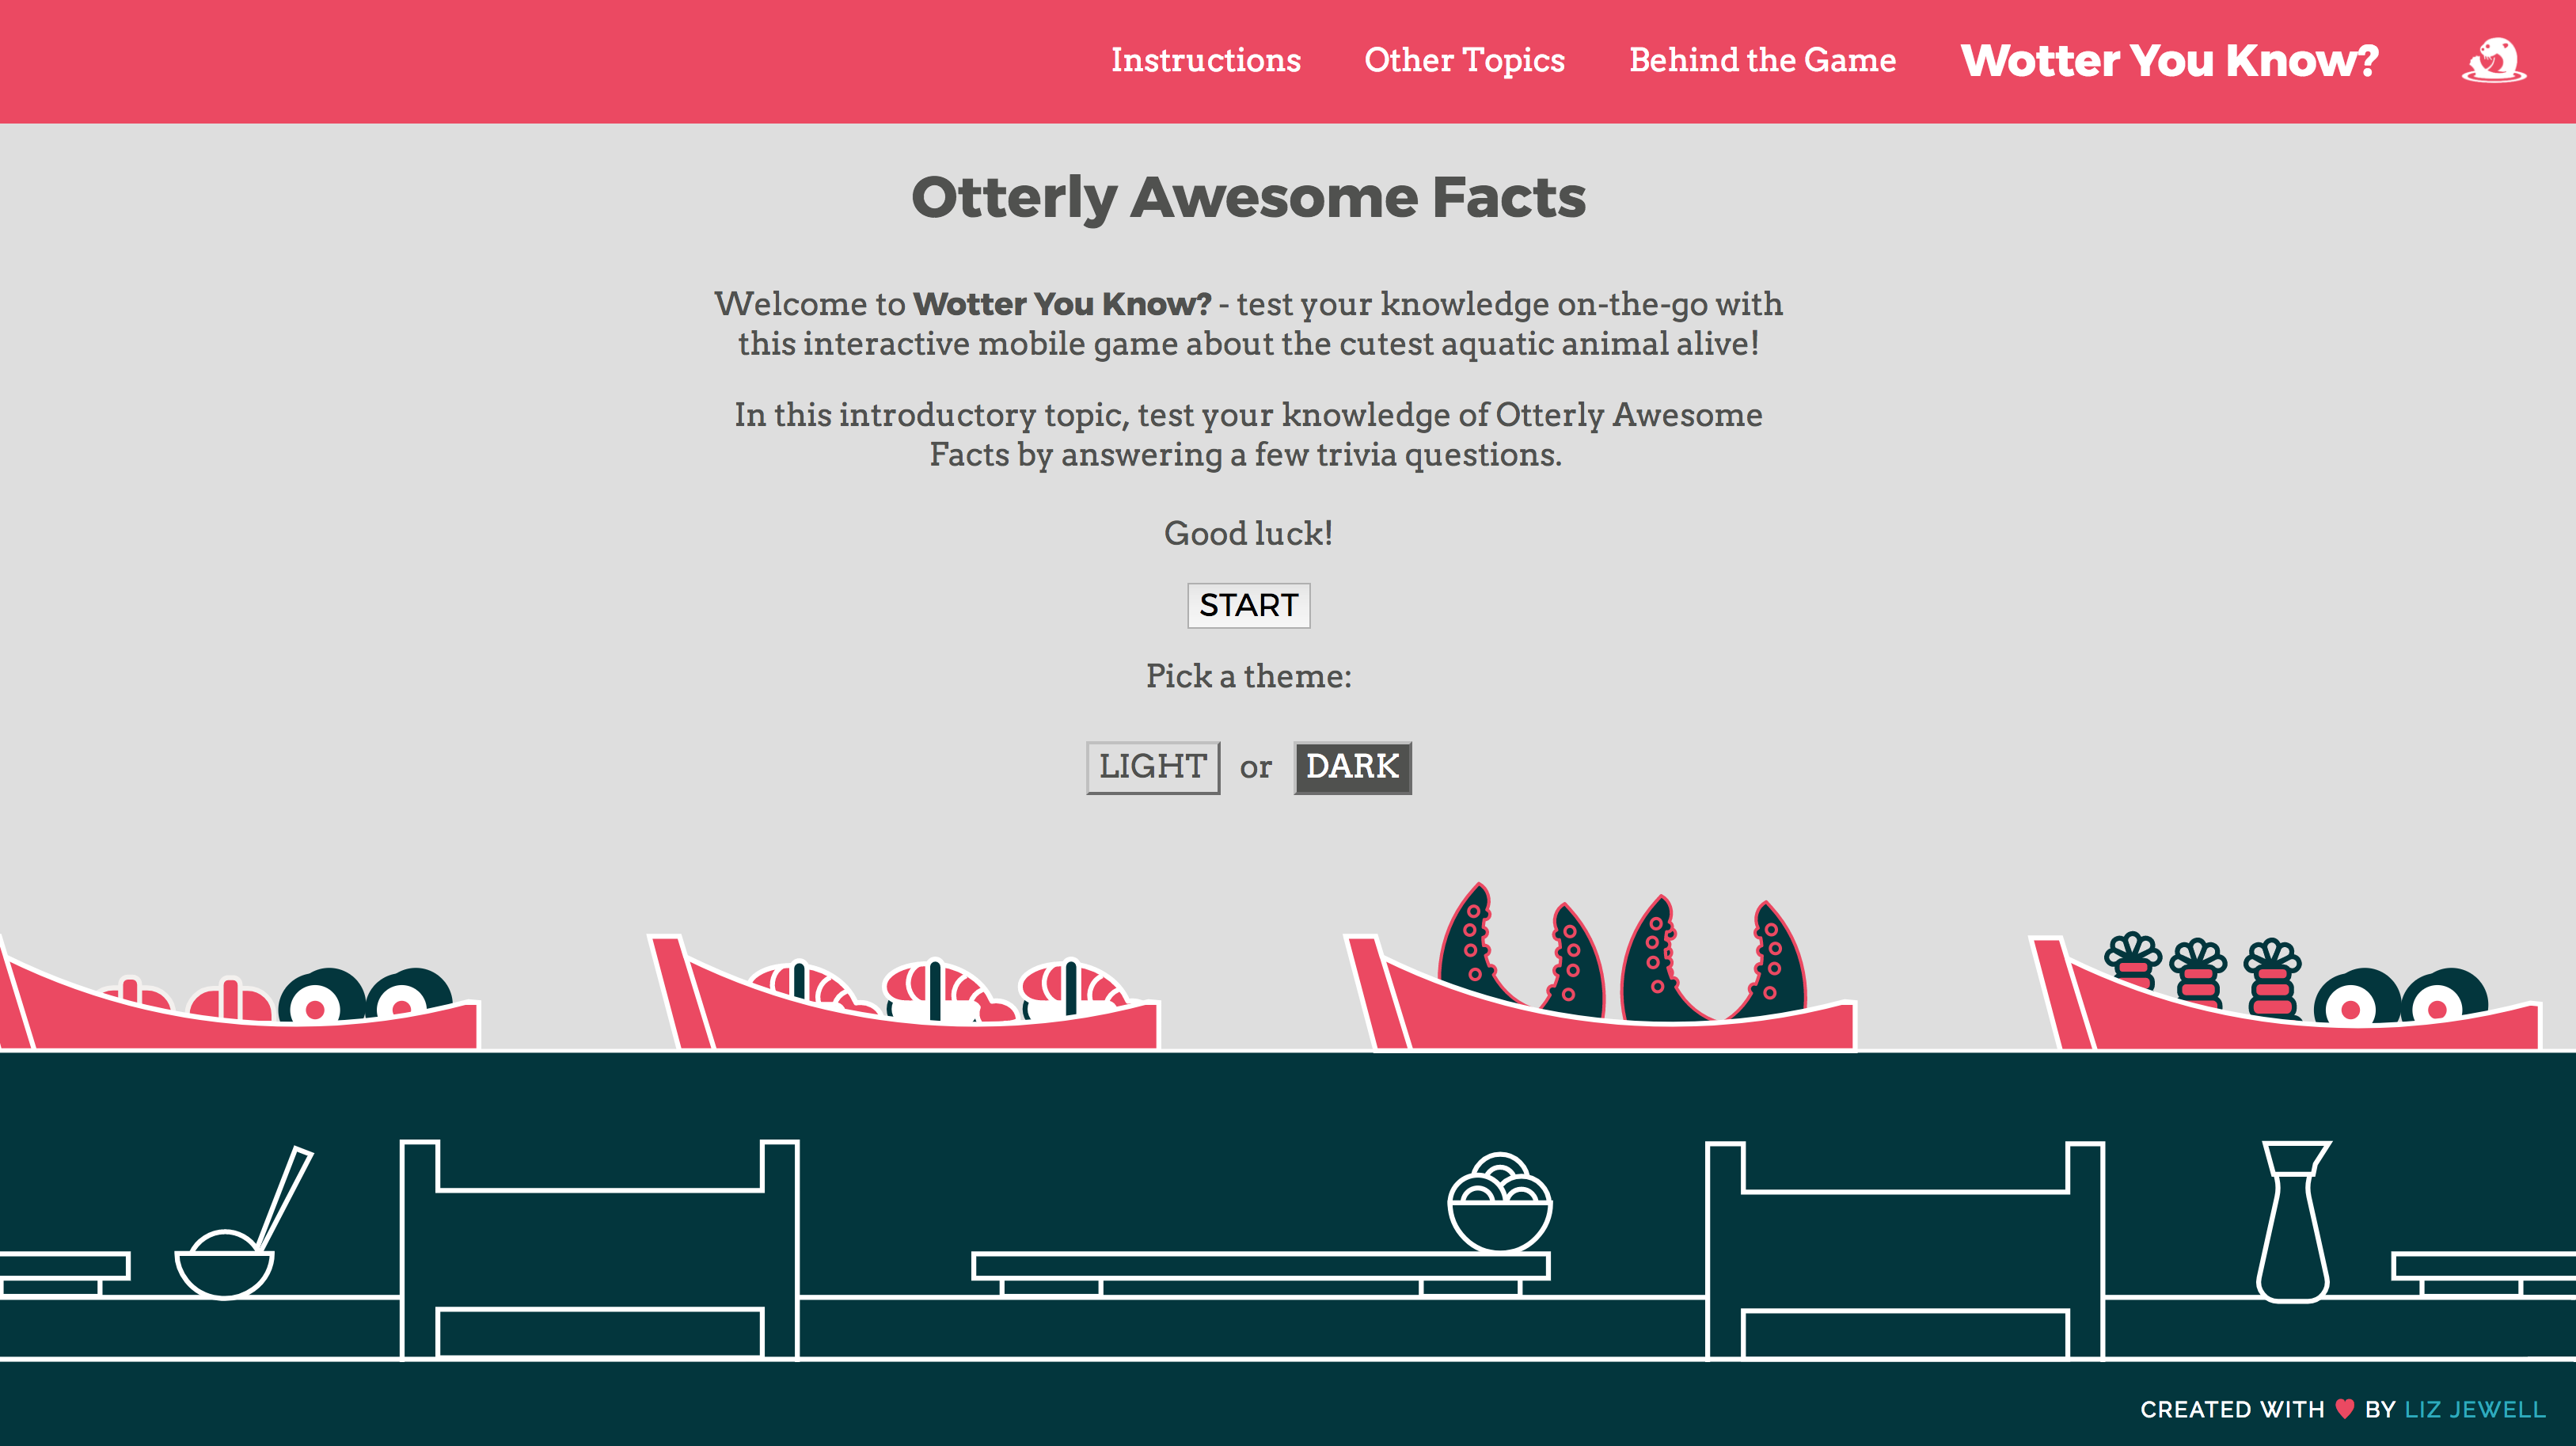 Instructions Other Topics Behind the Game Wotter You Know?
Otterly Awesome Facts
Welcome to Wotter You Know? - test your knowledge on-the-go with
this interactive mobile game about the cutest aquatic animal alive!
In this introductory topic, test your knowledge of Otterly Awesome
Facts by answering a few trivia questions.
Good luck!
START
Pick a theme:
LIGHT or DARK
CREATED WITH ♥ BY LIZ JEWELL